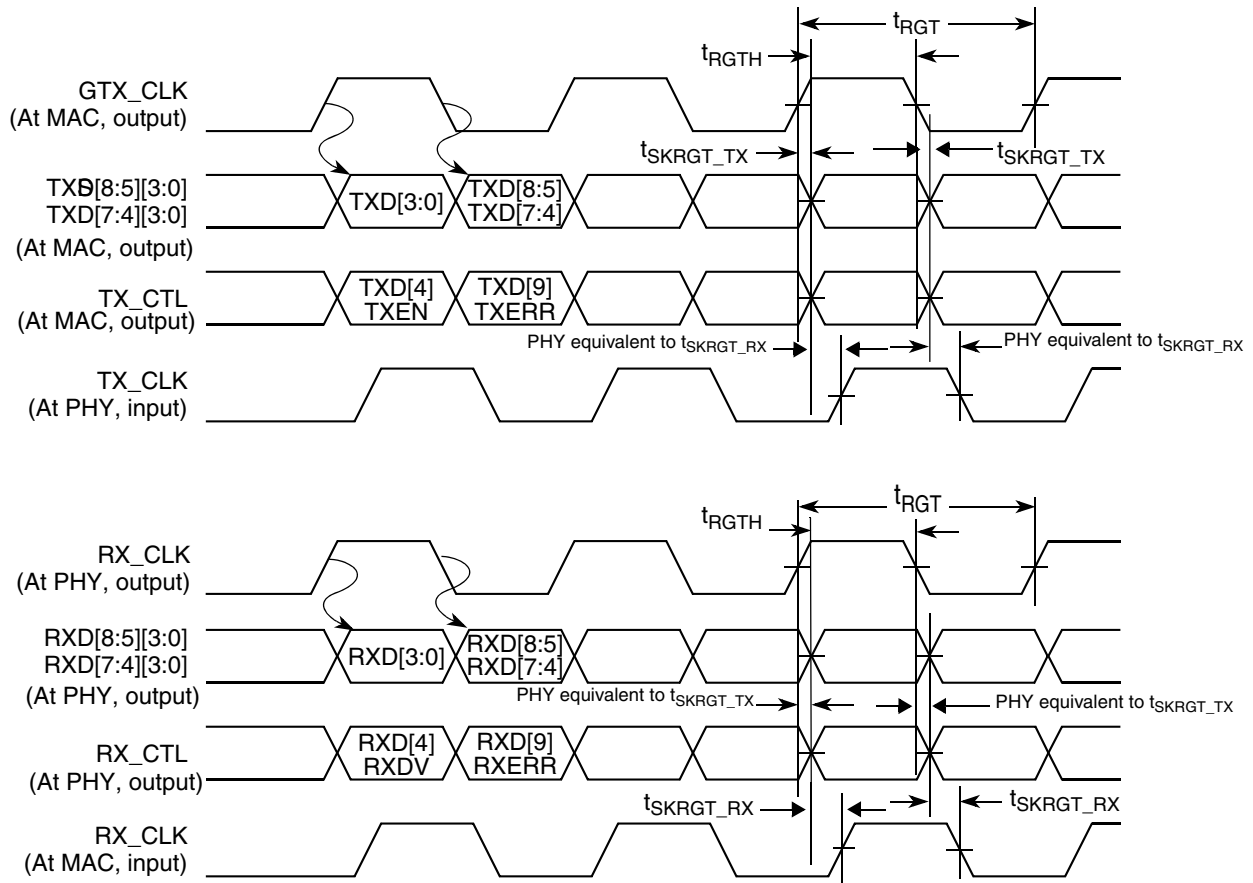 tRGT
tRGTH
GTX_CLK
(At MAC, output)
tSKRGT_TX
tSKRGT_TX
TXD[8:5][3:0]
TXD[7:4][3:0]
(At MAC, output)
TXD[3:0]
TXD[8:5]
TXD[7:4]
TX_CTL
(At MAC, output)
TXD[4]
TXEN
TXD[9]
TXERR
PHY equivalent to tSKRGT_RX
PHY equivalent to tSKRGT_RX
TX_CLK
(At PHY, input)
tRGT
tRGTH
RX_CLK
(At PHY, output)
RXD[8:5][3:0]
RXD[7:4][3:0]
(At PHY, output)
RXD[3:0]
RXD[8:5]
RXD[7:4]
PHY equivalent to tSKRGT_TX
PHY equivalent to tSKRGT_TX
RX_CTL
(At PHY, output)
RXD[4]
RXDV
RXD[9]
RXERR
tSKRGT_RX
tSKRGT_RX
RX_CLK
(At MAC, input)